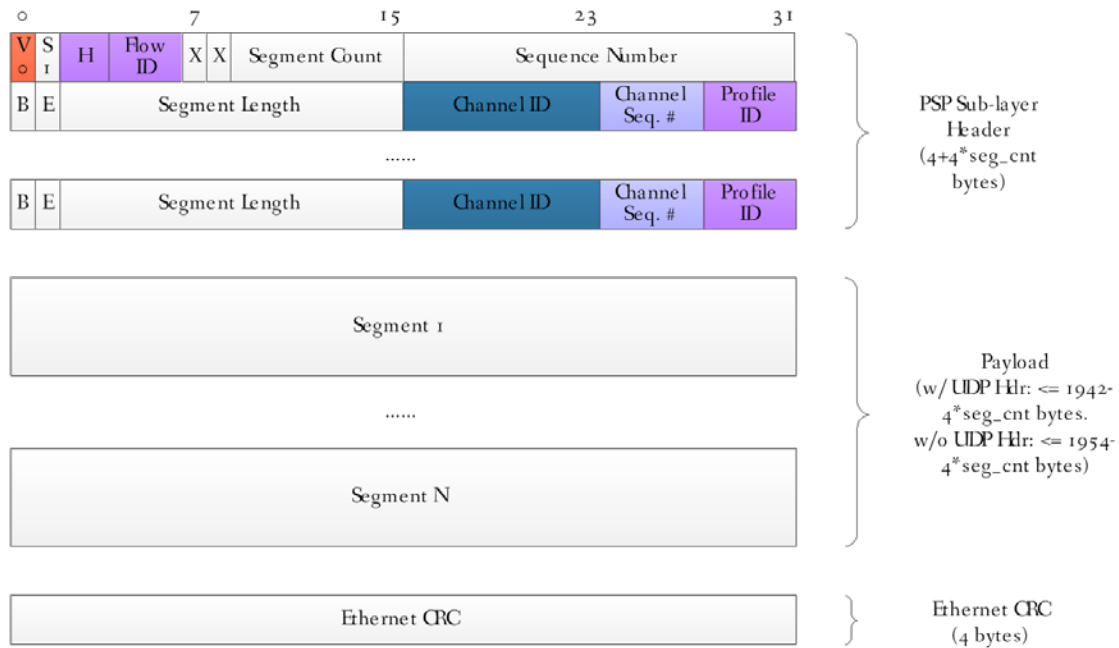 0 7 15 23 31
V 0 S 1 H Flow ID X X Segment Count Sequence Number
B E Segment Length Channel ID Channel Seq. # Profile ID
......
B E Segment Length Channel ID Channel Seq. # Profile ID
PSP Sub-layer
Header
(4+4*seg_cnt
bytes)
Segment 1
......
Segment N
Payload
(w/ UDP Hdr: <= 1942-
4*seg_cnt bytes.
w/o UDP Hdr: <= 1954-
4*seg_cnt bytes)
Ethernet CRC
Ethernet CRC
(4 bytes)